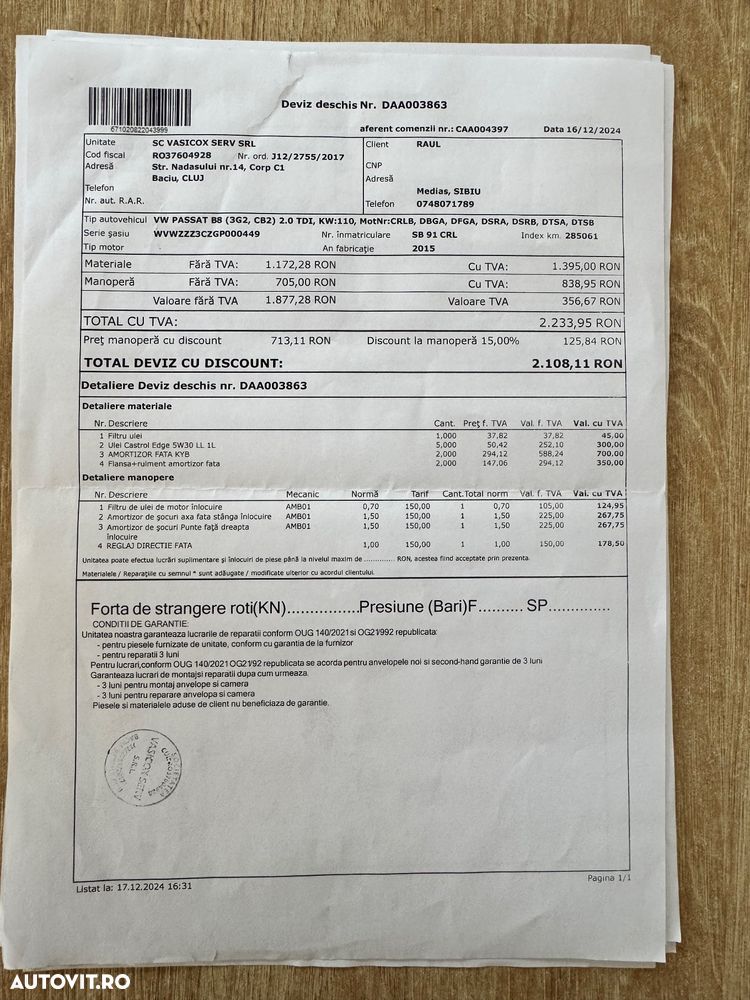 Deviz deschis Nr. DAA003863
671020822043999
aferent comenzii nr.: CAA004397 Data 16/12/2024
Unitate SC VASICOX SERV SRL Client RAUL
Cod fiscal RO37604928 Nr. ord. J12/2755/2017 CNP
Adresă Str. Nadasului nr.14, Corp C1 Adresă
Baciu, CLUJ Medias, SIBIU
Telefon Telefon 0748071789
Nr. aut. R.A.R.
Tip autovehicul VW PASSAT B8 (3G2, CB2) 2.0 TDI, KW:110, MotNr:CRLB, DBGA, DFGA, DSRA, DSRB, DTSA, DTSB
Serie şasiu WVWZZZ3CZGP000449 Nr. înmatriculare SB 91 CRL Index km. 285061
Tip motor An fabricaţie 2015
Materiale Fără TVA: 1.172,28 RON Cu TVA: 1.395,00 RON
Manoperă Fără TVA: 705,00 RON Cu TVA: 838,95 RON
Valoare fără TVA 1.877,28 RON Valoare TVA 356,67 RON
TOTAL CU TVA: 2.233,95 RON
Preţ manoperă cu discount 713,11 RON Discount la manoperă 15,00% 125,84 RON
TOTAL DEVIZ CU DISCOUNT: 2.108,11 RON
Detaliere Deviz deschis nr. DAA003863
Detaliere materiale
Nr. Descriere Cant. Preţ f. TVA Val. f. TVA Val. cu TVA
1 Filtru ulei 1,000 37,82 37,82 45,00
2 Ulei Castrol Edge 5W30 LL 1L 5,000 50,42 252,10 300,00
3 AMORTIZOR FATA KYB 2,000 294,12 588,24 700,00
4 Flansa+rulment amortizor fata 2,000 147,06 294,12 350,00
Detaliere manopere
Nr. Descriere Mecanic Normă Tarif Cant. Total norm Val. f. TVA Val. cu TVA
1 Filtru de ulei de motor înlocuire AMB01 0,70 150,00 1 0,70 105,00 124,95
2 Amortizor de şocuri axa fata stânga înlocuire AMB01 1,50 150,00 1 1,50 225,00 267,75
3 Amortizor de şocuri Punte faţă dreapta AMB01 1,50 150,00 1 1,50 225,00 267,75
înlocuire
4 REGLAJ DIRECTIE FATA 1,00 150,00 1 1,00 150,00 178,50
Unitatea poate efectua lucrări suplimentare şi înlocuiri de piese până la nivelul maxim de .............. RON, acestea fiind acceptate prin prezenta.
Materialele / Reparaţiile cu semnul * sunt adăugate / modificate ulterior cu acordul clientului.
Forta de strangere roti(KN)................Presiune (Bari)F.......... SP..............
CONDITII DE GARANTIE:
Unitatea noastra garanteaza lucrarile de reparatii conform OUG 140/2021si OG21/992 republicata:
- pentru piesele furnizate de unitate, conform cu garantia de la furnizor
- pentru reparatii 3 luni
Pentru lucrari,conform OUG 140/2021 OG21/92 republicata se acorda pentru anvelopele noi si second-hand garantie de 3 luni
Garanteaza lucrari de montajsi reparatii dupa cum urmeaza.
- 3 luni pentru montaj anvelope si camera
- 3 luni pentru reparare anvelopa si camera
Piesele si materialele aduse de client nu beneficiaza de garantie.
SOCIETATEA
VASICOX SERV
S.R.L.
Listat la: 17.12.2024 16:31 Pagina 1/1
AUTOVIT.RO